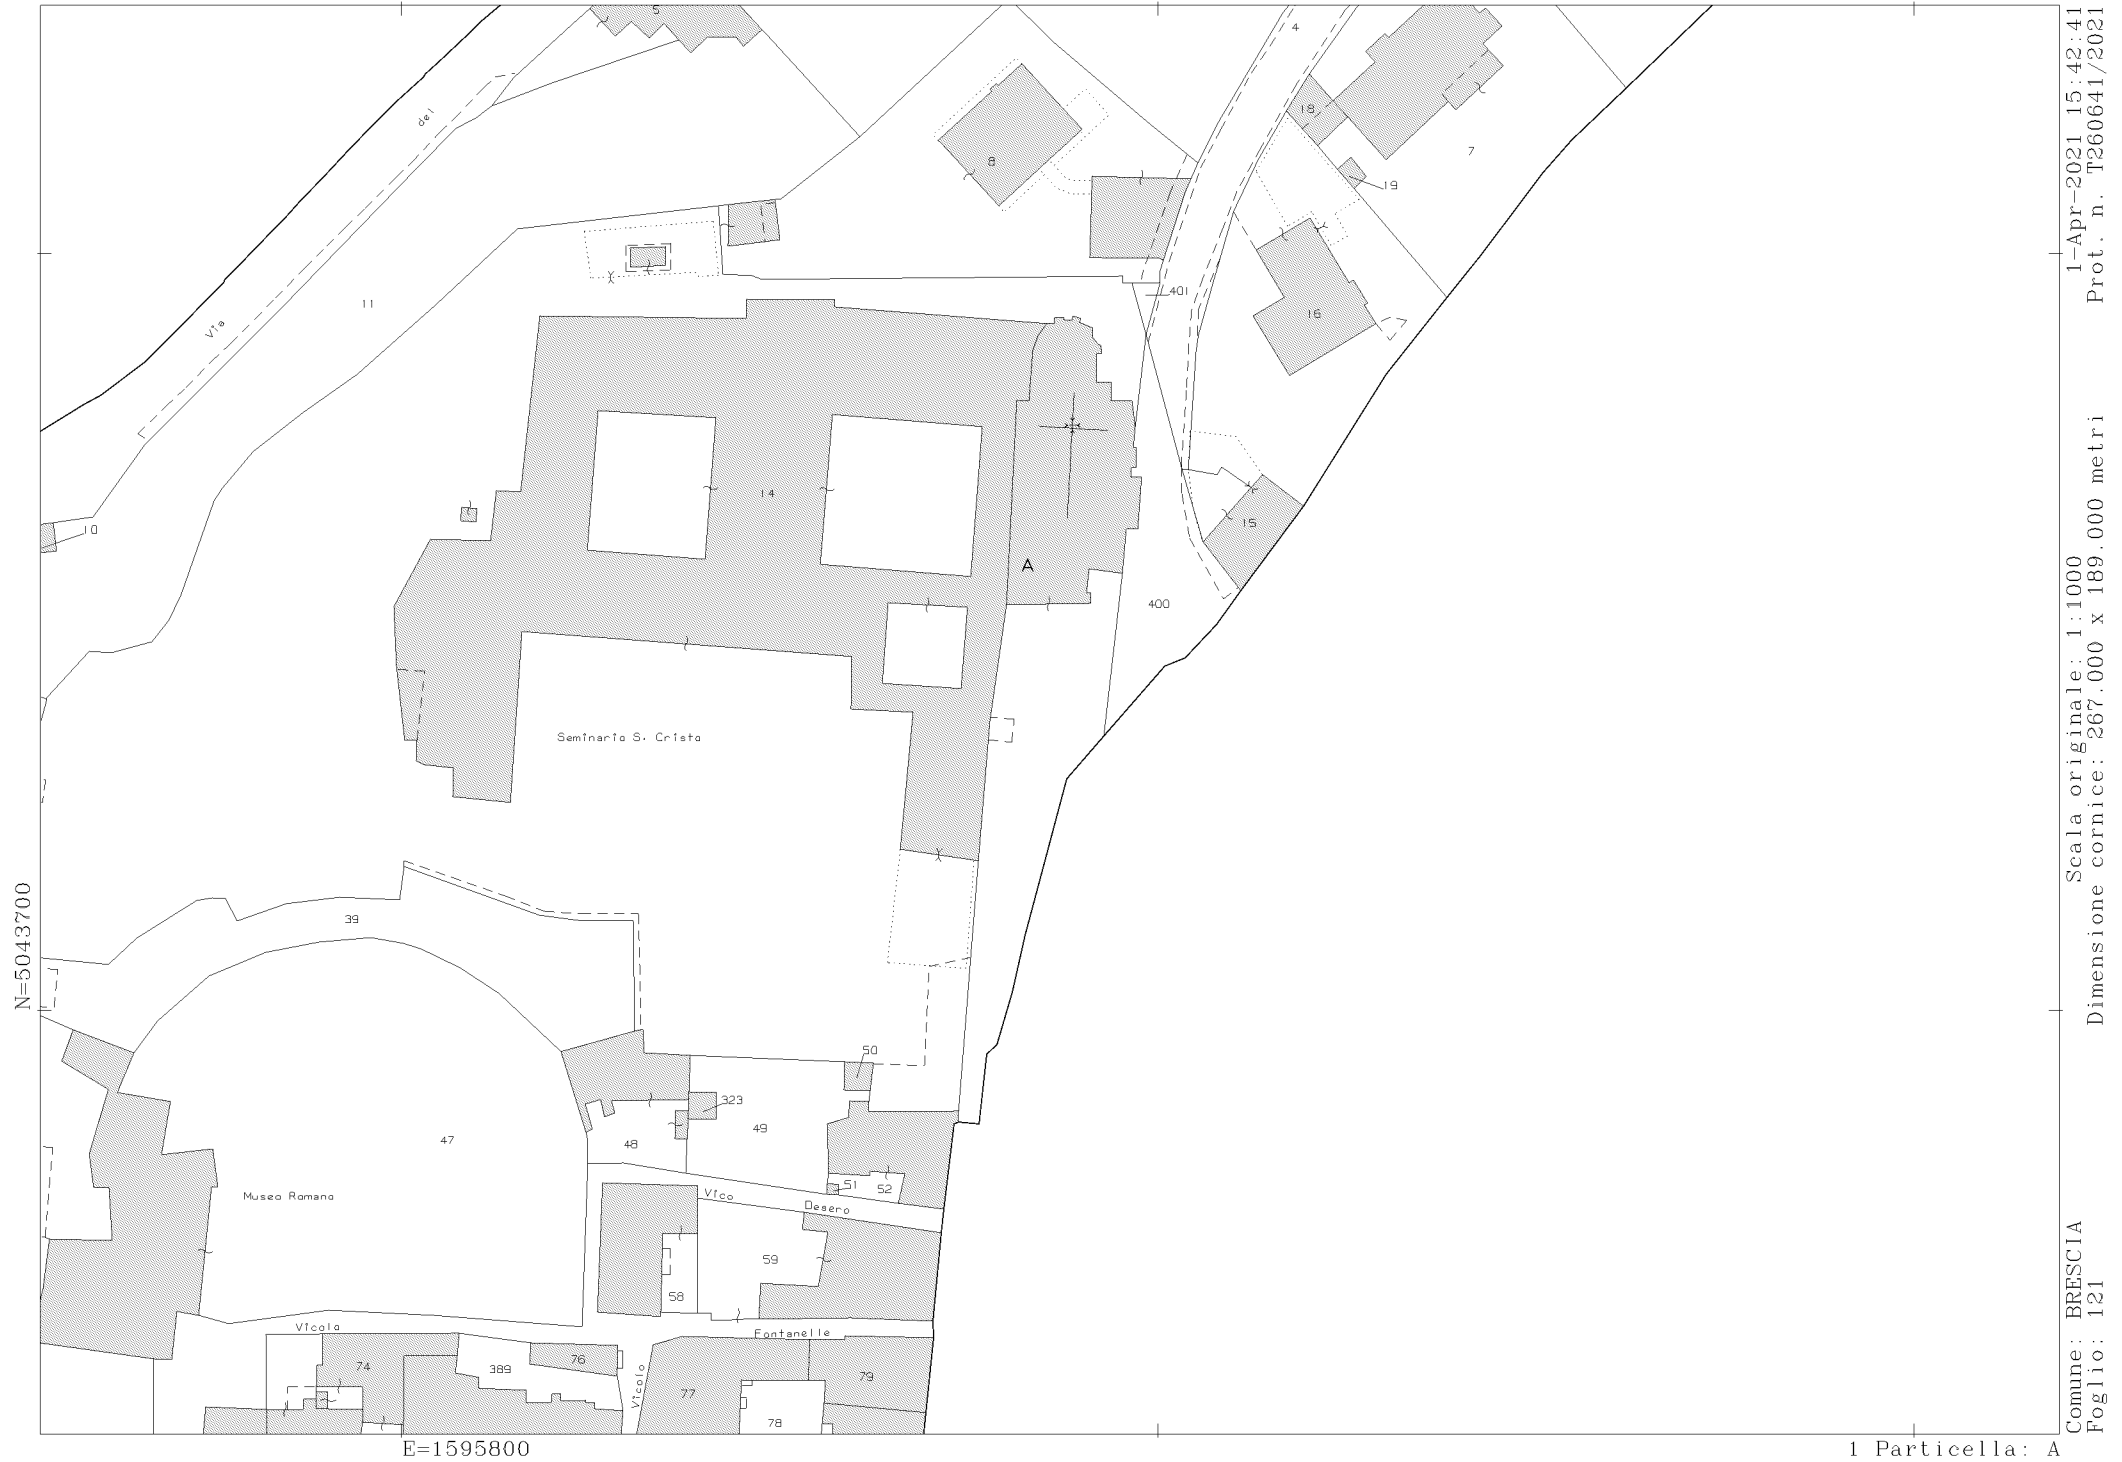 5
4
del
18
7
8
19
Via
11
401
16
14
10
15
A
400
Seminario S. Cristo
39
50
323
49
48
47
51
52
Museo Romano
Vico
Desero
59
58
Vicolo
Fontanelle
74
389
76
79
77
Vicolo
78
N=5043700
E=1595800
1 Particella: A
Comune: BRESCIA
Foglio: 121
Scala originale: 1:1000
Dimensione cornice: 267.000 x 189.000 metri
1-Apr-2021 15:42:41
Prot. n. T260641/2021